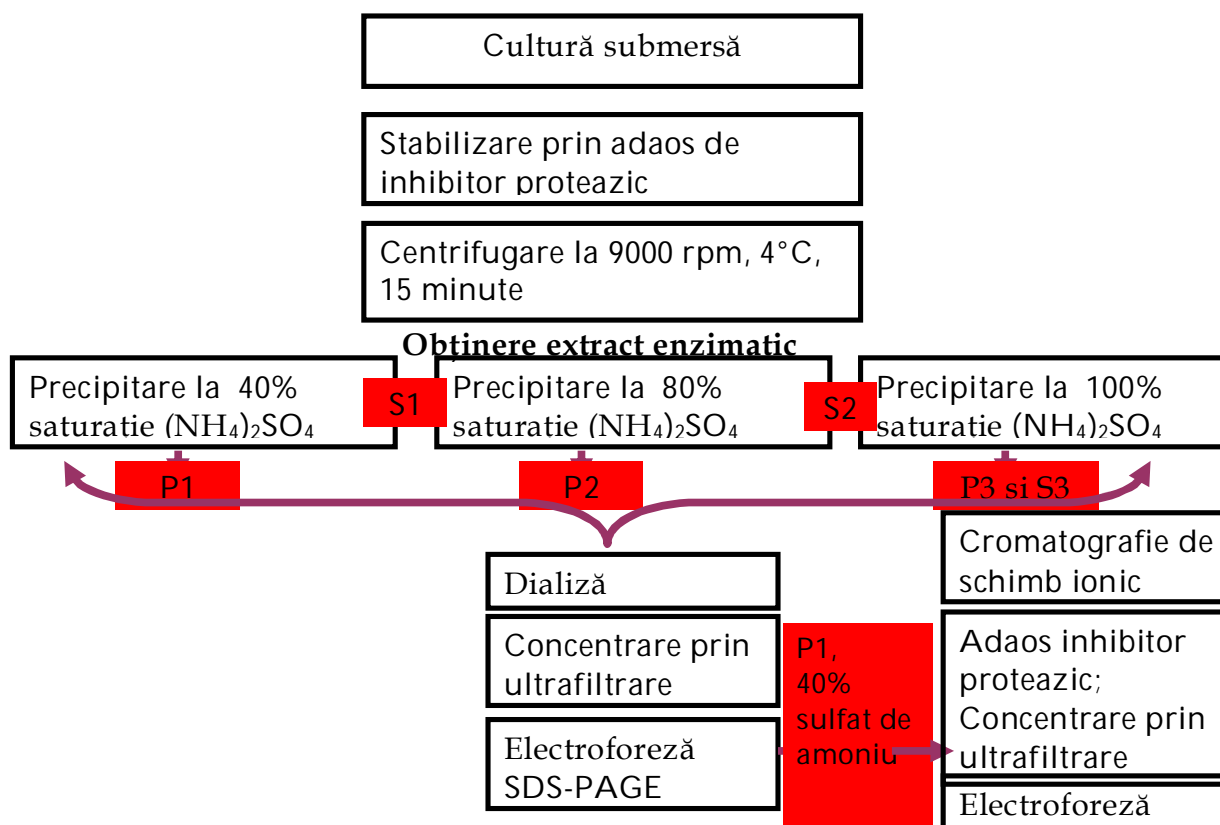 Cultură submersă
Stabilizare prin adaos de
inhibitor proteazic
Centrifugare la 9000 rpm, 4°C,
15 minute
Obținere extract enzimatic
Precipitare la 40%
saturatie (NH₄)₂SO₄
S1
Precipitare la 80%
saturatie (NH₄)₂SO₄
S2
Precipitare la 100%
saturatie (NH₄)₂SO₄
P1
P2
P3 si S3
Dializă
Concentrare prin
ultrafiltrare
Electroforeză
SDS-PAGE
P1,
40%
sulfat de
amoniu
Cromatografie de
schimb ionic
Adaos inhibitor
proteazic;
Concentrare prin
ultrafiltrare
Electroforeză